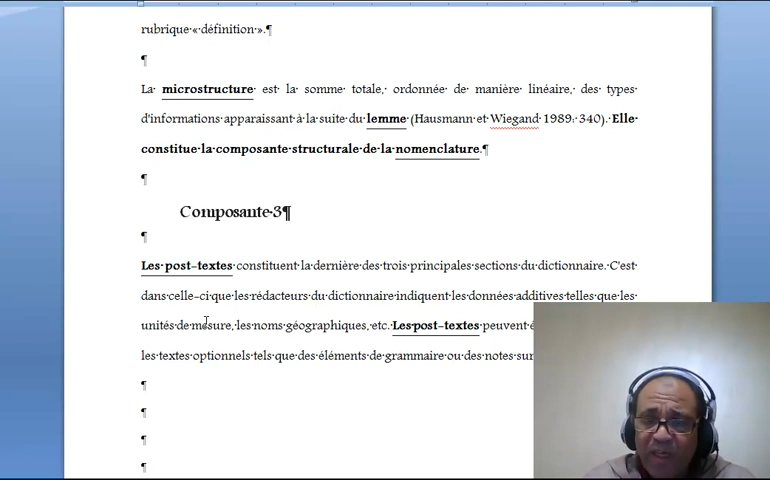 rubrique « définition ».¶
¶
La microstructure est la somme totale, ordonnée de manière linéaire, des types
d'informations apparaissant à la suite du lemme (Hausmann et Wiegand 1989: 340). Elle
constitue la composante structurale de la nomenclature.¶
¶
Composante 3¶
¶
Les post-textes constituent la dernière des trois principales sections du dictionnaire. C'est
dans celle-ci que les rédacteurs du dictionnaire indiquent les données additives telles que les
unités de mesure, les noms géographiques, etc. Les post-textes peuvent
les textes optionnels tels que des éléments de grammaire ou des notes sur
¶
¶
¶
¶